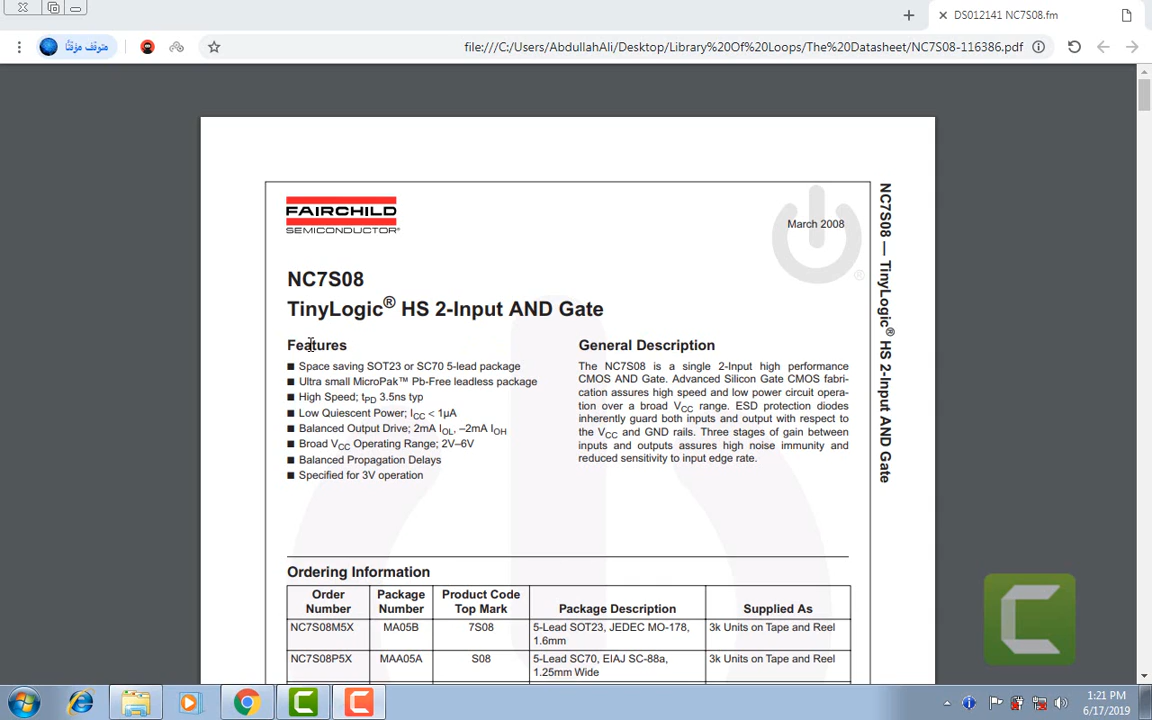 DS012141 NC7S08.fm
متوقف مؤقتًا
file:///C:/Users/AbdullahAli/Desktop/Library%20Of%20Loops/The%20Datasheet/NC7S08-116386.pdf
FAIRCHILD
SEMICONDUCTOR®
March 2008
NC7S08
TinyLogic® HS 2-Input AND Gate
NC7S08 — TinyLogic® HS 2-Input AND Gate
Features
■ Space saving SOT23 or SC70 5-lead package
■ Ultra small MicroPak™ Pb-Free leadless package
■ High Speed; tPD 3.5ns typ
■ Low Quiescent Power; ICC < 1µA
■ Balanced Output Drive; 2mA IOL, –2mA IOH
■ Broad VCC Operating Range; 2V–6V
■ Balanced Propagation Delays
■ Specified for 3V operation
General Description
The NC7S08 is a single 2-Input high performance
CMOS AND Gate. Advanced Silicon Gate CMOS fabri-
cation assures high speed and low power circuit opera-
tion over a broad VCC range. ESD protection diodes
inherently guard both inputs and output with respect to
the VCC and GND rails. Three stages of gain between
inputs and outputs assures high noise immunity and
reduced sensitivity to input edge rate.
Ordering Information
Order Number Package Number Product Code Top Mark Package Description Supplied As
NC7S08M5X MA05B 7S08 5-Lead SOT23, JEDEC MO-178, 1.6mm 3k Units on Tape and Reel
NC7S08P5X MAA05A S08 5-Lead SC70, EIAJ SC-88a, 1.25mm Wide 3k Units on Tape and Reel
1:21 PM
6/17/2019